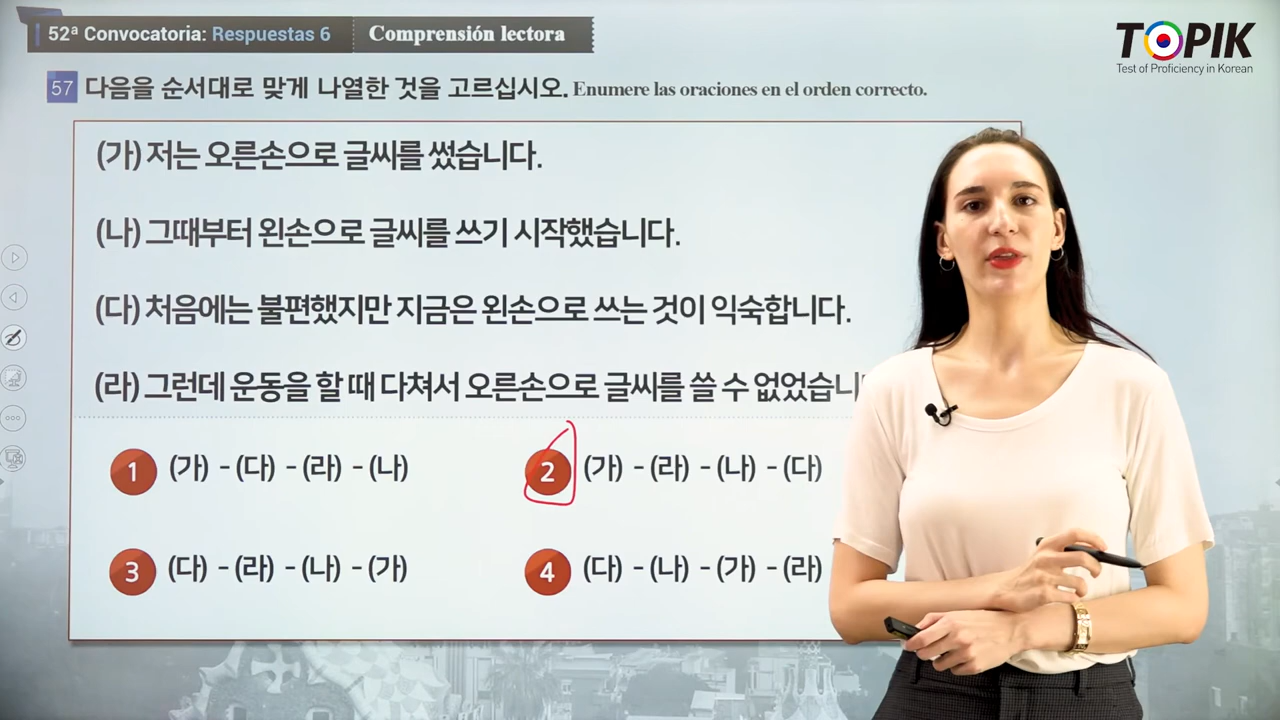 52ª Convocatoria: Respuestas 6 Comprensión lectora
TOPIK
Test of Proficiency in Korean
57 다음을 순서대로 맞게 나열한 것을 고르십시오. Enumere las oraciones en el orden correcto.
(가) 저는 오른손으로 글씨를 썼습니다.
(나) 그때부터 왼손으로 글씨를 쓰기 시작했습니다.
(다) 처음에는 불편했지만 지금은 왼손으로 쓰는 것이 익숙합니다.
(라) 그런데 운동을 할 때 다쳐서 오른손으로 글씨를 쓸 수
1 (가) - (다) - (라) - (나)
2 (가) - (라) - (나) - (다)
3 (다) - (라) - (나) - (가)
4 (다) - (나) - (가) - (라)